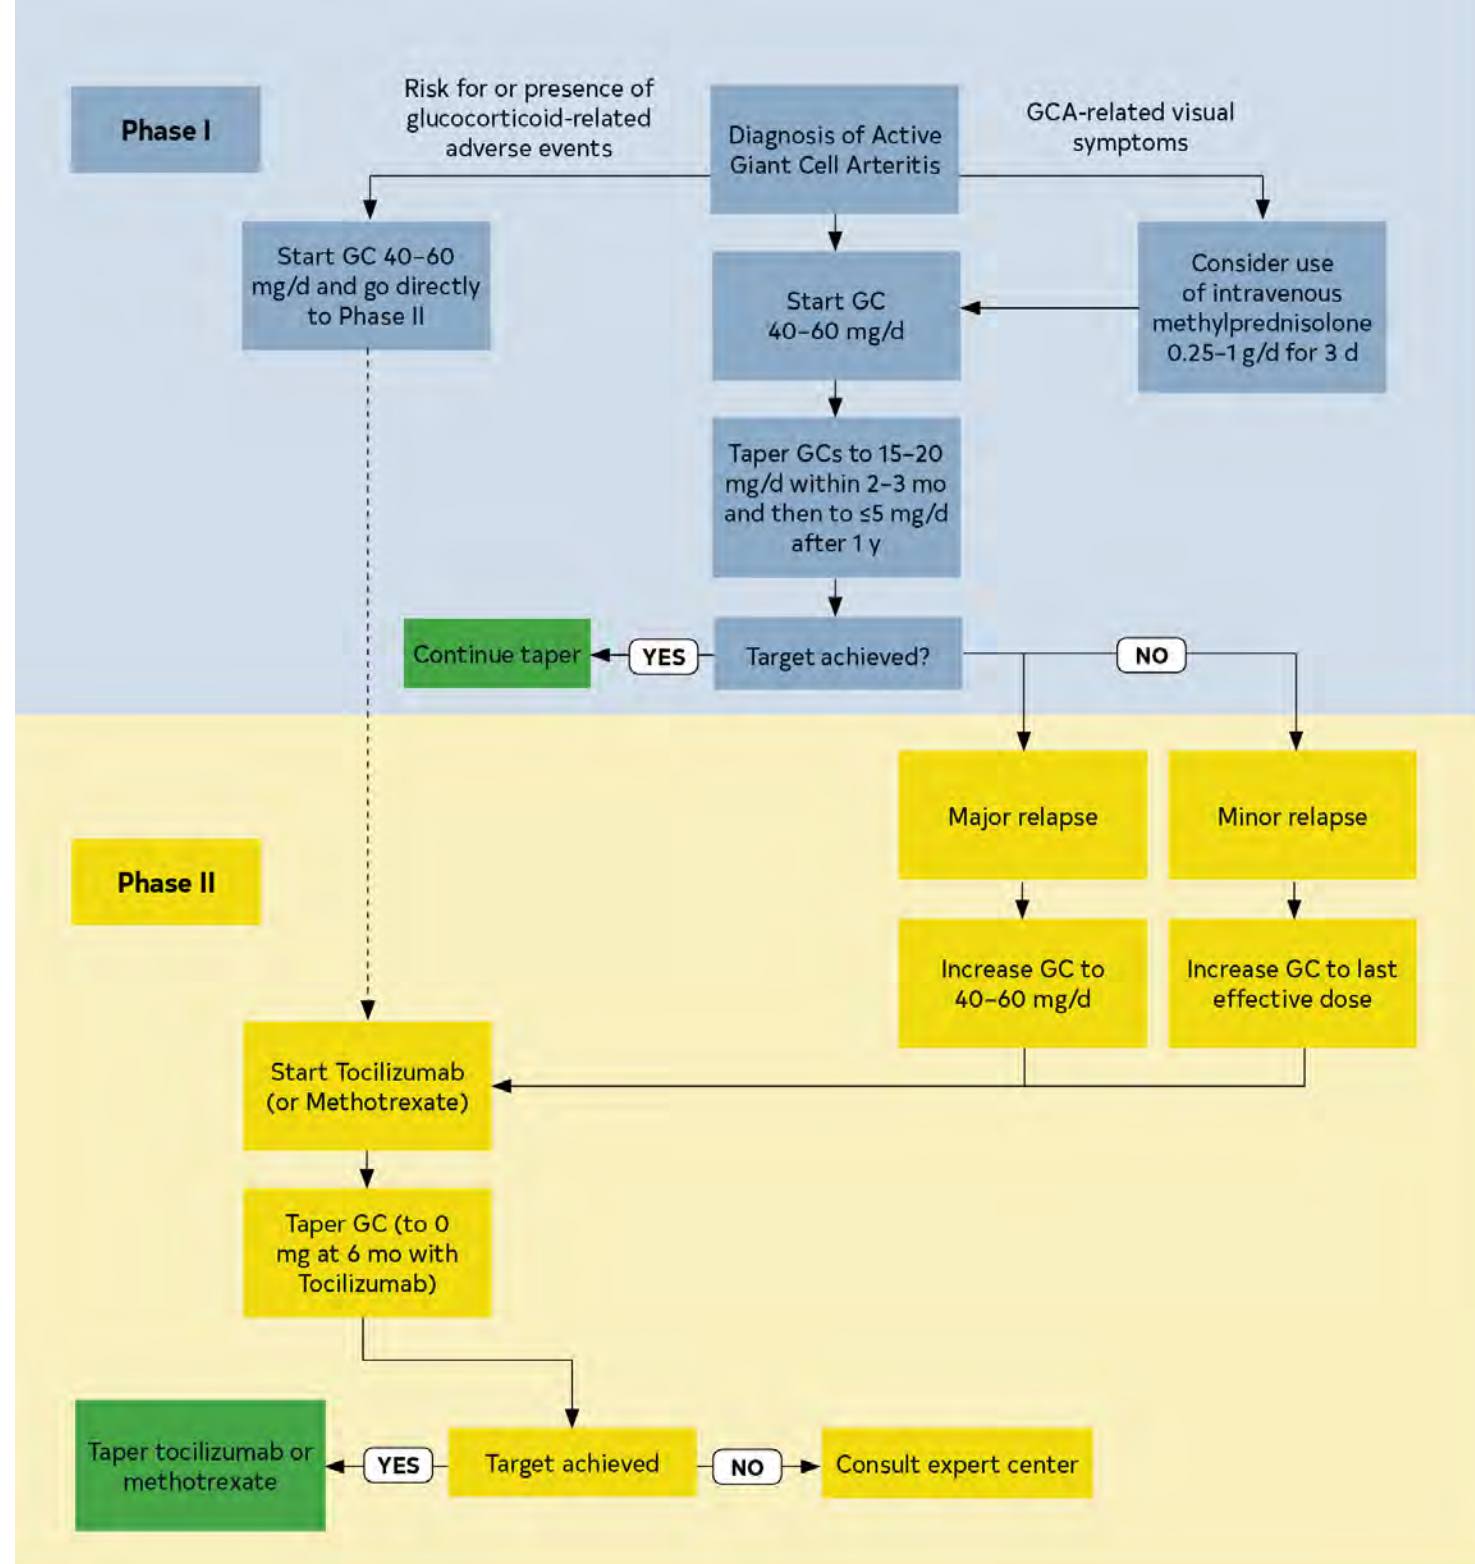 Phase I
Risk for or presence of
glucocorticoid-related
adverse events
Diagnosis of Active
Giant Cell Arteritis
GCA-related visual
symptoms
Start GC 40–60
mg/d and go directly
to Phase II
Start GC
40–60 mg/d
Consider use
of intravenous
methylprednisolone
0.25–1 g/d for 3 d
Taper GCs to 15–20
mg/d within 2–3 mo
and then to ≤5 mg/d
after 1 y
Continue taper
YES
Target achieved?
NO
Major relapse
Minor relapse
Phase II
Increase GC to
40–60 mg/d
Increase GC to last
effective dose
Start Tocilizumab
(or Methotrexate)
Taper GC (to 0
mg at 6 mo with
Tocilizumab)
Taper tocilizumab or
methotrexate
YES
Target achieved
NO
Consult expert center